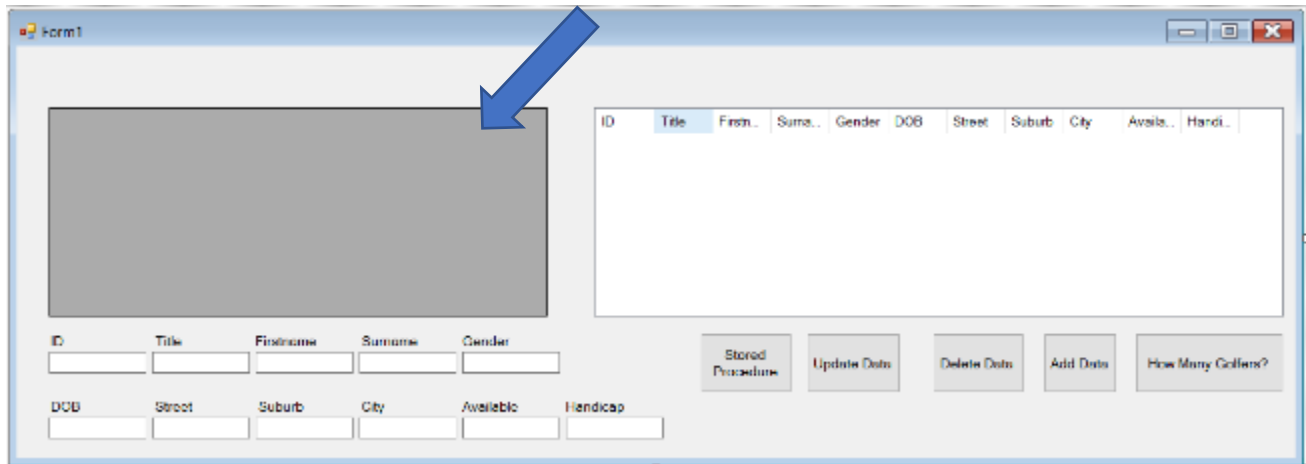 Form1
ID Title Firstn... Surna... Gender DOB Street Suburb City Availa... Handi...
ID Title Firstname Surname Gender
Stored Procedure
Update Data
Delete Data
Add Data
How Many Golfers?
DOB Street Suburb City Available Handicap